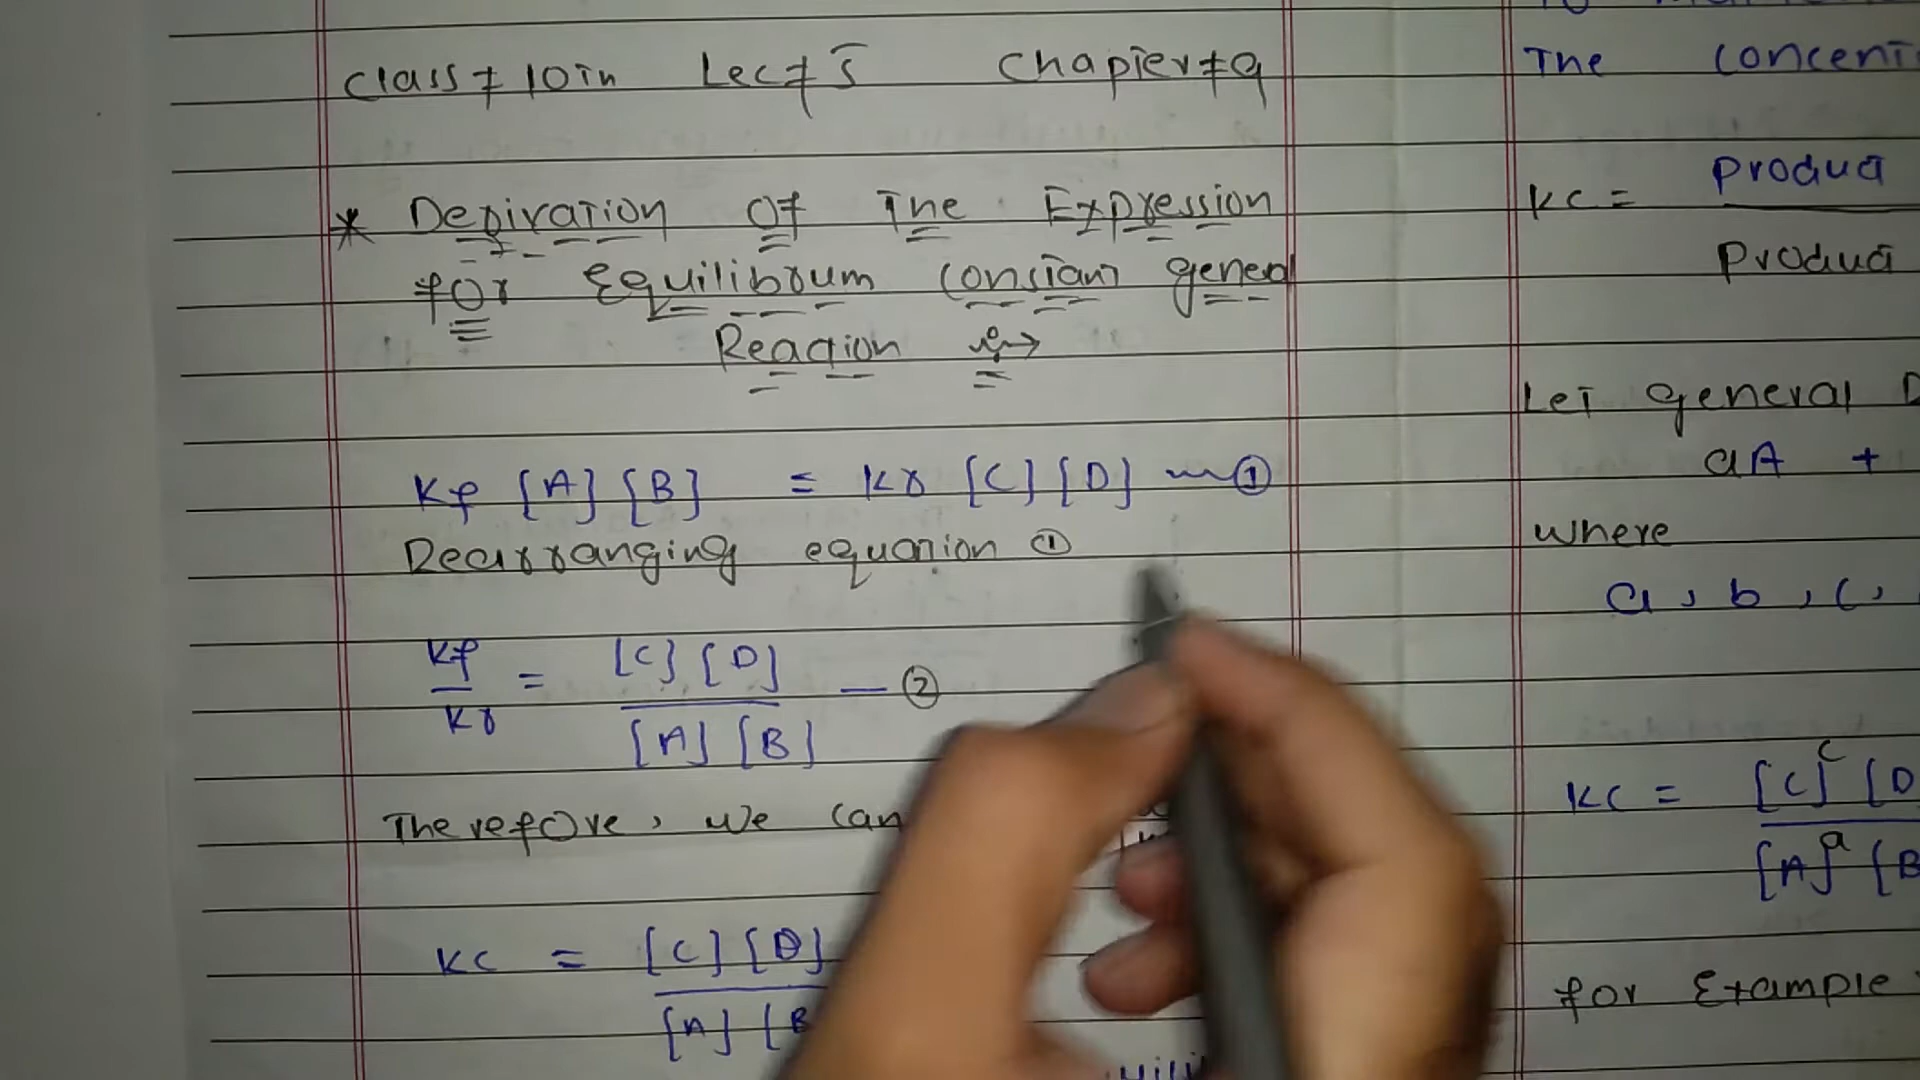 Class # 10th Lec # 5 Chapter # 9
* Derivation Of The Expression
for Equilibrum Constant general
Reaction
Kf [A] [B] = Kr [C] [D] — ①
Rearranging equation ①
Kf / Kr = [C] [D] / [A] [B] — ②
Therefore, we can
Kc = [C] [D] / [A] [B
The
Kc = Product / Product
Let general
aA +
where
a, b, c,
Kc = [C]^c [D / [A]^a [B
for Example